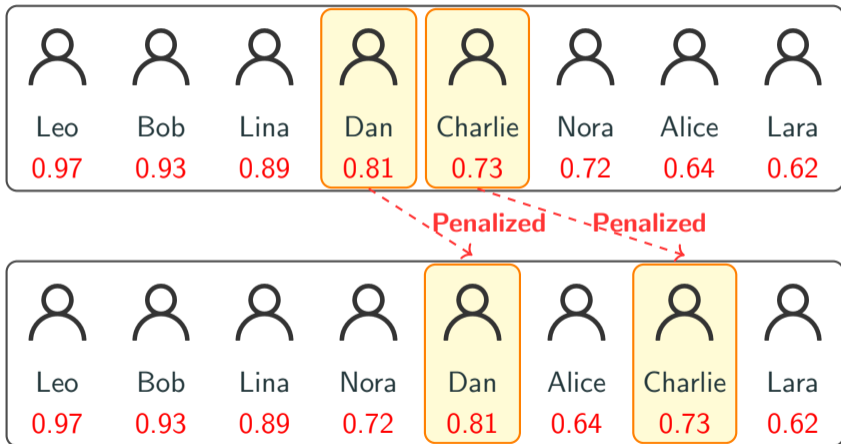 Leo Bob Lina Dan Charlie Nora Alice Lara
0.97 0.93 0.89 0.81 0.73 0.72 0.64 0.62
Penalized Penalized
Leo Bob Lina Nora Dan Alice Charlie Lara
0.97 0.93 0.89 0.72 0.81 0.64 0.73 0.62